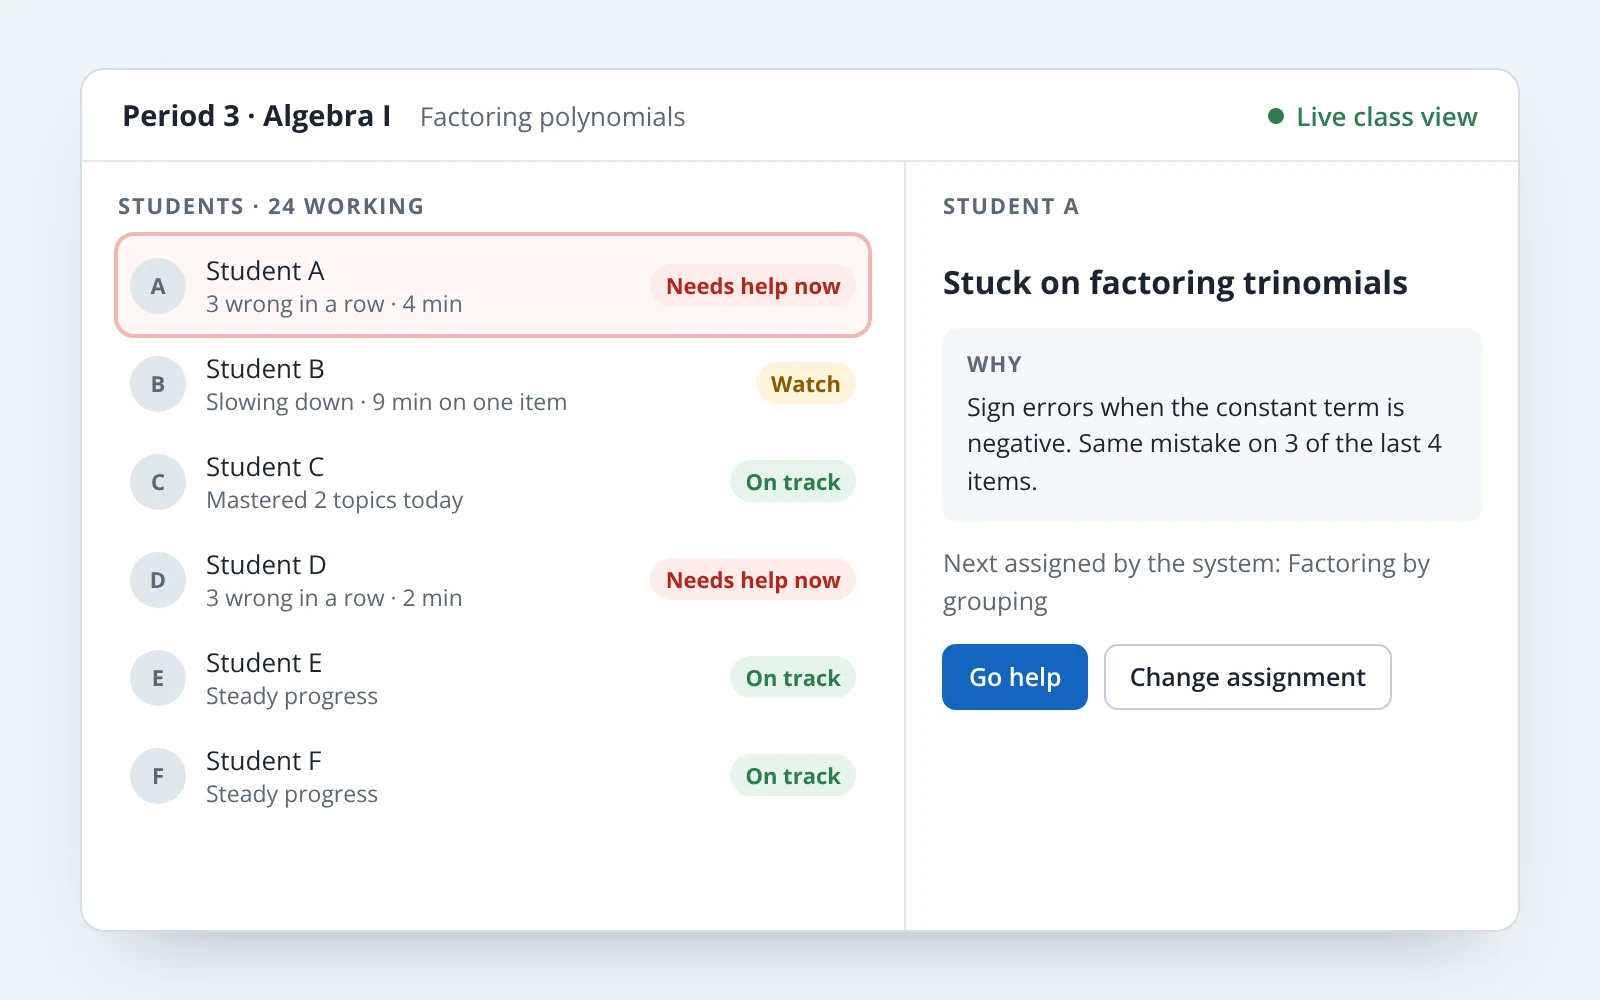 Period 3 · Algebra I Factoring polynomials
Live class view
STUDENTS · 24 WORKING
A
Student A
3 wrong in a row · 4 min
Needs help now
B
Student B
Slowing down · 9 min on one item
Watch
C
Student C
Mastered 2 topics today
On track
D
Student D
3 wrong in a row · 2 min
Needs help now
E
Student E
Steady progress
On track
F
Student F
Steady progress
On track
STUDENT A
Stuck on factoring trinomials
WHY
Sign errors when the constant term is
negative. Same mistake on 3 of the last 4
items.
Next assigned by the system: Factoring by
grouping
Go help
Change assignment